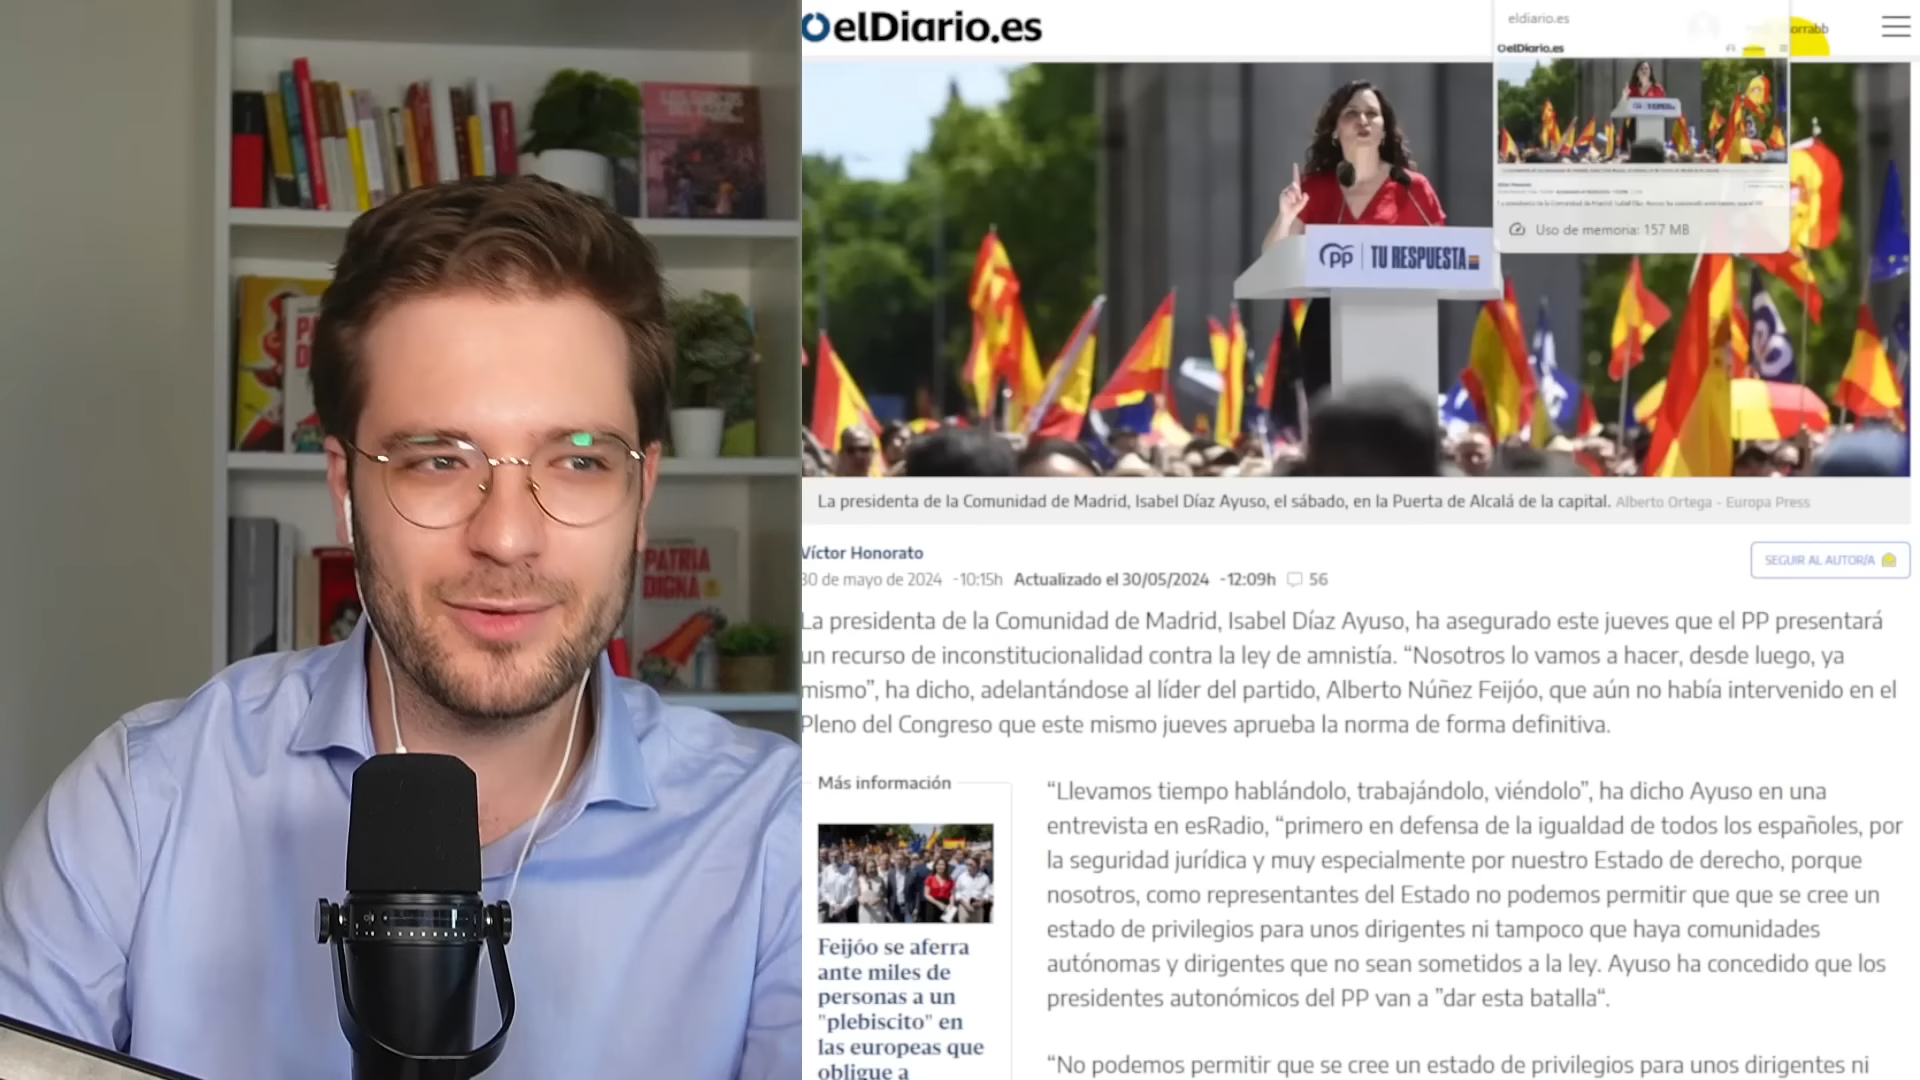 elDiario.es
eldiario.es
elDiario.es
Uso de memoria: 157 MB
pp TU RESPUESTA
La presidenta de la Comunidad de Madrid, Isabel Díaz Ayuso, el sábado, en la Puerta de Alcalá de la capital. Alberto Ortega - Europa Press
Víctor Honorato
30 de mayo de 2024 -10:15h Actualizado el 30/05/2024 -12:09h 56
SEGUIR AL AUTOR/A
La presidenta de la Comunidad de Madrid, Isabel Díaz Ayuso, ha asegurado este jueves que el PP presentará
un recurso de inconstitucionalidad contra la ley de amnistía. “Nosotros lo vamos a hacer, desde luego, ya
mismo”, ha dicho, adelantándose al líder del partido, Alberto Núñez Feijóo, que aún no había intervenido en el
Pleno del Congreso que este mismo jueves aprueba la norma de forma definitiva.
Más información
Feijóo se aferra
ante miles de
personas a un
"plebiscito" en
las europeas que
obligue a
“Llevamos tiempo hablándolo, trabajándolo, viéndolo”, ha dicho Ayuso en una
entrevista en esRadio, “primero en defensa de la igualdad de todos los españoles, por
la seguridad jurídica y muy especialmente por nuestro Estado de derecho, porque
nosotros, como representantes del Estado no podemos permitir que que se cree un
estado de privilegios para unos dirigentes ni tampoco que haya comunidades
autónomas y dirigentes que no sean sometidos a la ley. Ayuso ha concedido que los
presidentes autonómicos del PP van a ”dar esta batalla“.
“No podemos permitir que se cree un estado de privilegios para unos dirigentes ni
PATRIA
DIGNA